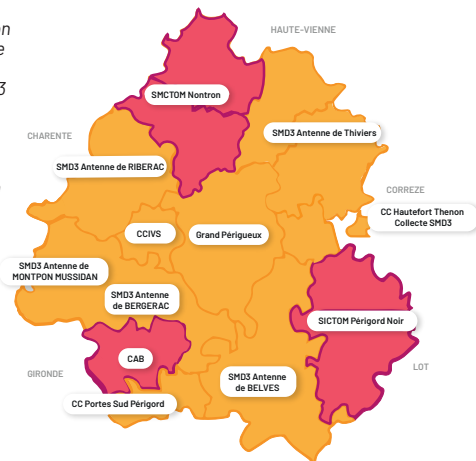 on
e
3
HAUTE-VIENNE
SMCTOM Nontron
CHARENTE
SMD3 Antenne de Thiviers
SMD3 Antenne de RIBERAC
CORREZE
CC Hautefort Thenon
Collecte SMD3
CCIVS
Grand Périgueux
SMD3 Antenne de
MONTPON MUSSIDAN
SMD3 Antenne
de BERGERAC
SICTOM Périgord Noir
CAB
GIRONDE
LOT
SMD3 Antenne
de BELVES
CC Portes Sud Périgord